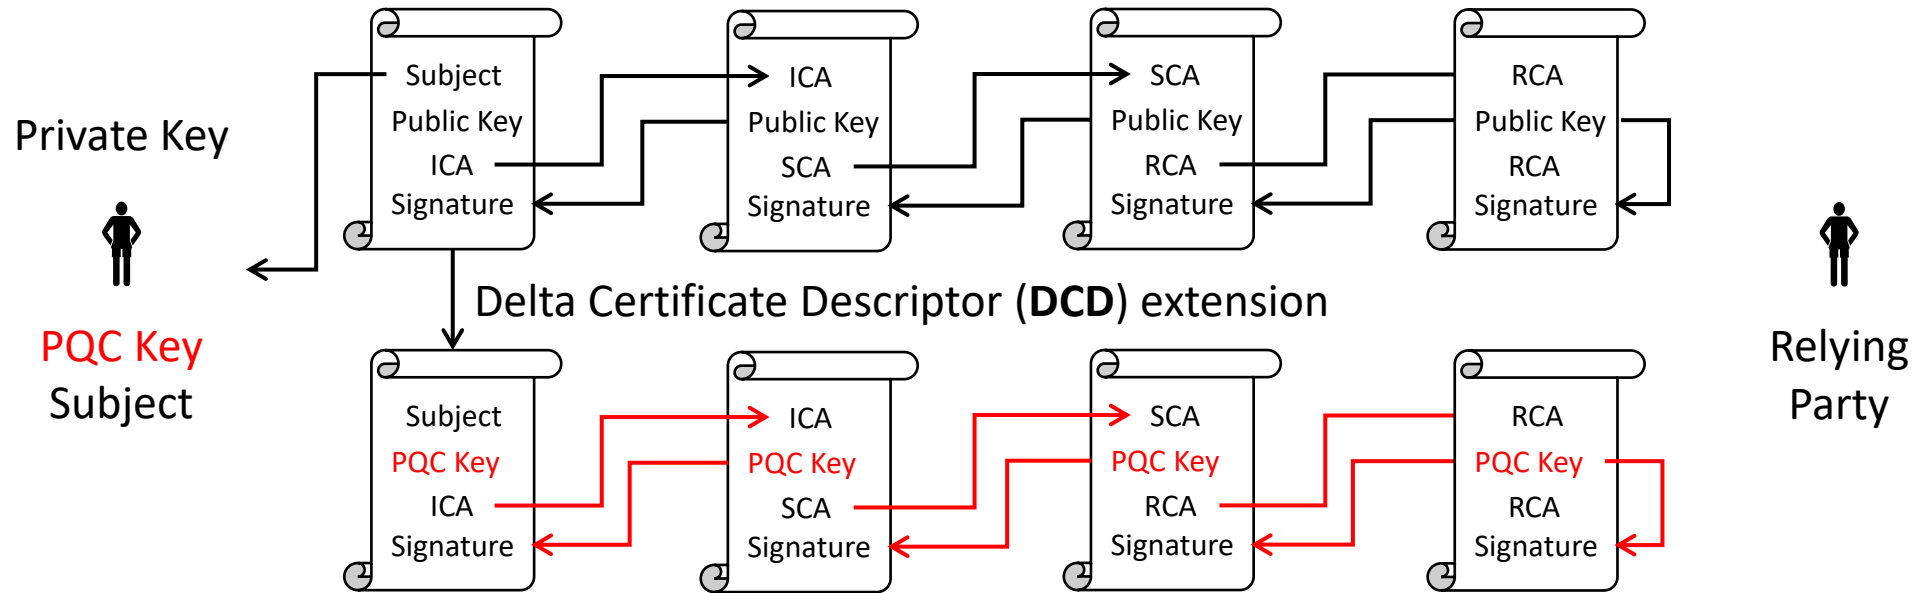 Private Key
PQC Key
Subject
Subject
Public Key
ICA
Signature
ICA
Public Key
SCA
Signature
SCA
Public Key
RCA
Signature
RCA
Public Key
RCA
Signature
Delta Certificate Descriptor (DCD) extension
Subject
PQC Key
ICA
Signature
ICA
PQC Key
SCA
Signature
SCA
PQC Key
RCA
Signature
RCA
PQC Key
RCA
Signature
Relying
Party